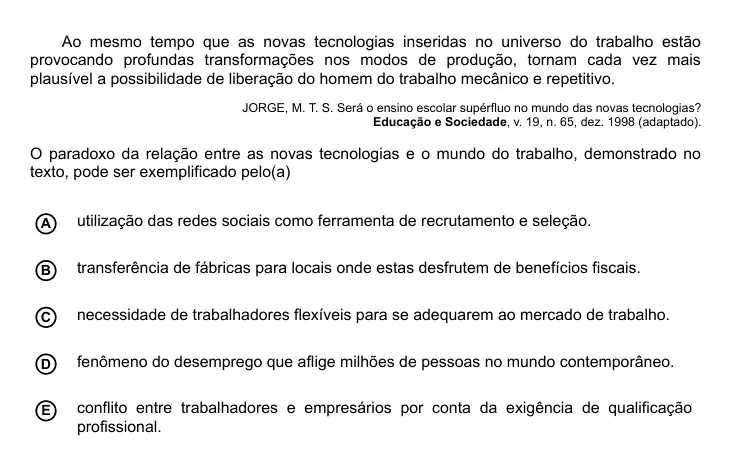 Ao mesmo tempo que as novas tecnologias inseridas no universo do trabalho estão
provocando profundas transformações nos modos de produção, tornam cada vez mais
plausível a possibilidade de liberação do homem do trabalho mecânico e repetitivo.
JORGE, M. T. S. Será o ensino escolar supérfluo no mundo das novas tecnologias?
Educação e Sociedade, v. 19, n. 65, dez. 1998 (adaptado).
O paradoxo da relação entre as novas tecnologias e o mundo do trabalho, demonstrado no
texto, pode ser exemplificado pelo(a)
A utilização das redes sociais como ferramenta de recrutamento e seleção.
B transferência de fábricas para locais onde estas desfrutem de benefícios fiscais.
C necessidade de trabalhadores flexíveis para se adequarem ao mercado de trabalho.
D fenômeno do desemprego que aflige milhões de pessoas no mundo contemporâneo.
E conflito entre trabalhadores e empresários por conta da exigência de qualificação
profissional.